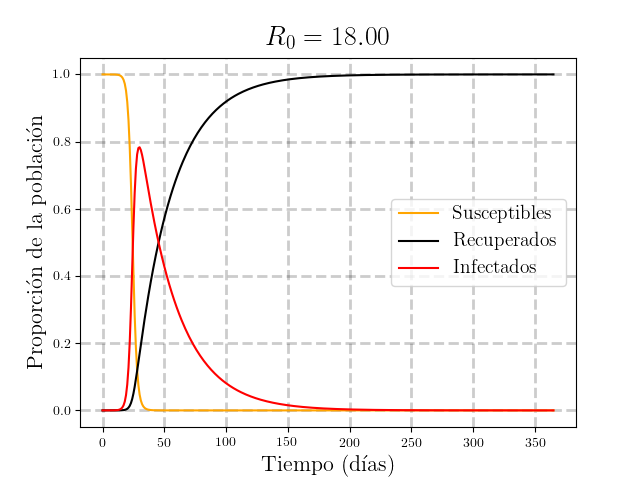 R₀ = 18.00
Proporción de la población
1.0
0.8
0.6
0.4
0.2
0.0
Susceptibles
Recuperados
Infectados
0 50 100 150 200 250 300 350
Tiempo (días)